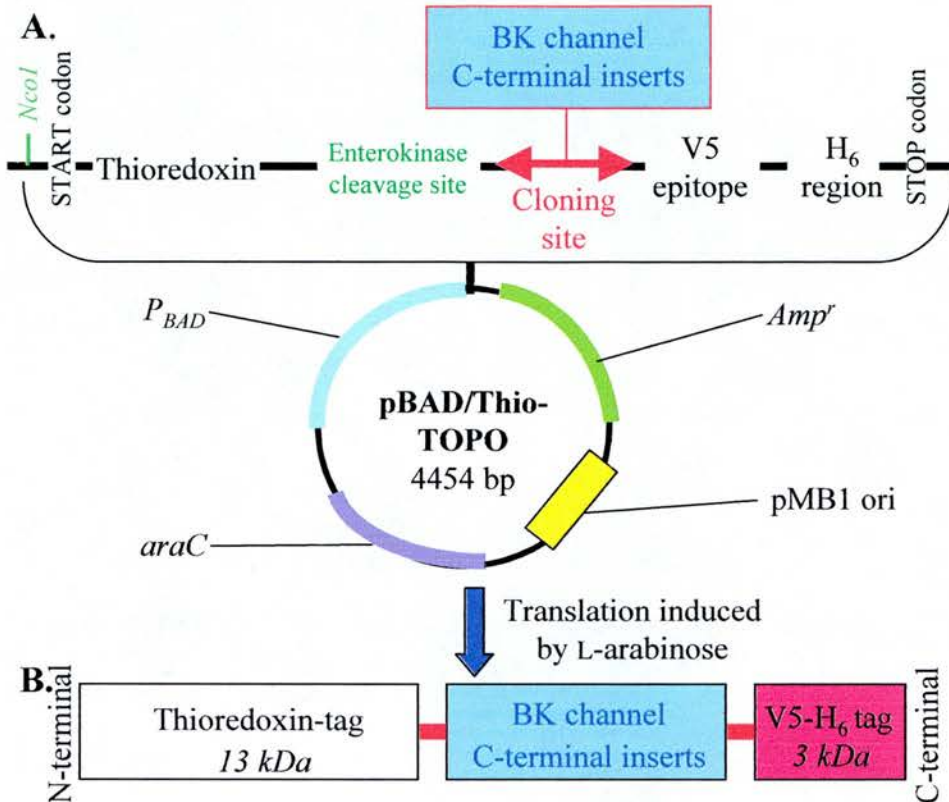 A.
NcoI
START codon
Thioredoxin
Enterokinase
cleavage site
BK channel
C-terminal inserts
Cloning
site
V5
epitope
H6
region
STOP codon
PBAD
Ampr
pBAD/Thio-
TOPO
4454 bp
pMB1 ori
araC
Translation induced
by L-arabinose
B.
N-terminal
Thioredoxin-tag
13 kDa
BK channel
C-terminal inserts
V5-H6 tag
3 kDa
C-terminal